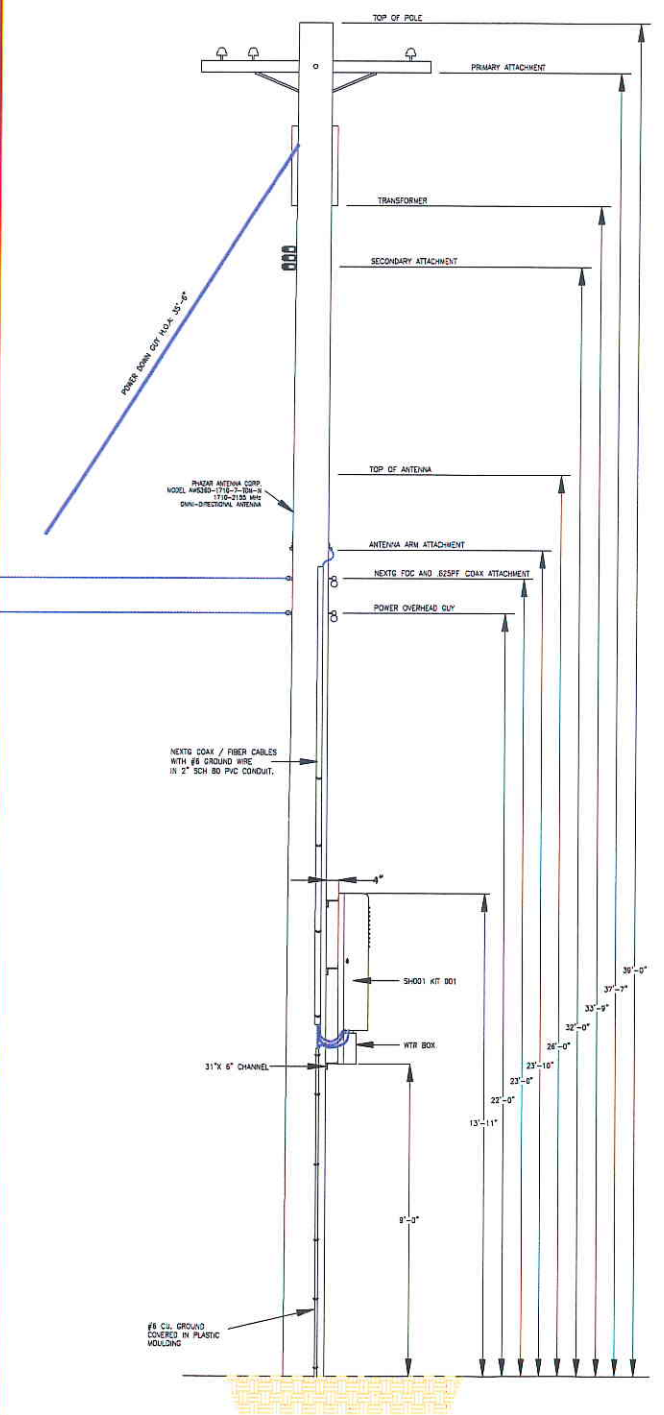 TOP OF POLE
PRIMARY ATTACHMENT
TRANSFORMER
SECONDARY ATTACHMENT
POWER DOWN GUY H.O.A: 35'-6"
TOP OF ANTENNA
PHAZAR ANTENNA CORP.
MODEL AWS360-1710-7-T0N-N
1710-2155 MHz
OMNI-DIRECTIONAL ANTENNA
ANTENNA ARM ATTACHMENT
NEXTG FOC AND .625PF COAX ATTACHMENT
POWER OVERHEAD GUY
NEXTG COAX / FIBER CABLES
WITH #6 GROUND WIRE
IN 2" SCH 80 PVC CONDUIT.
4"
SH001 KIT 001
WTR BOX
31"X 6" CHANNEL
39'-0"
37'-7"
33'-9"
32'-0"
26'-0"
23'-10"
23'-0"
22'-0"
13'-11"
9'-0"
#6 CU. GROUND
COVERED IN PLASTIC
MOULDING